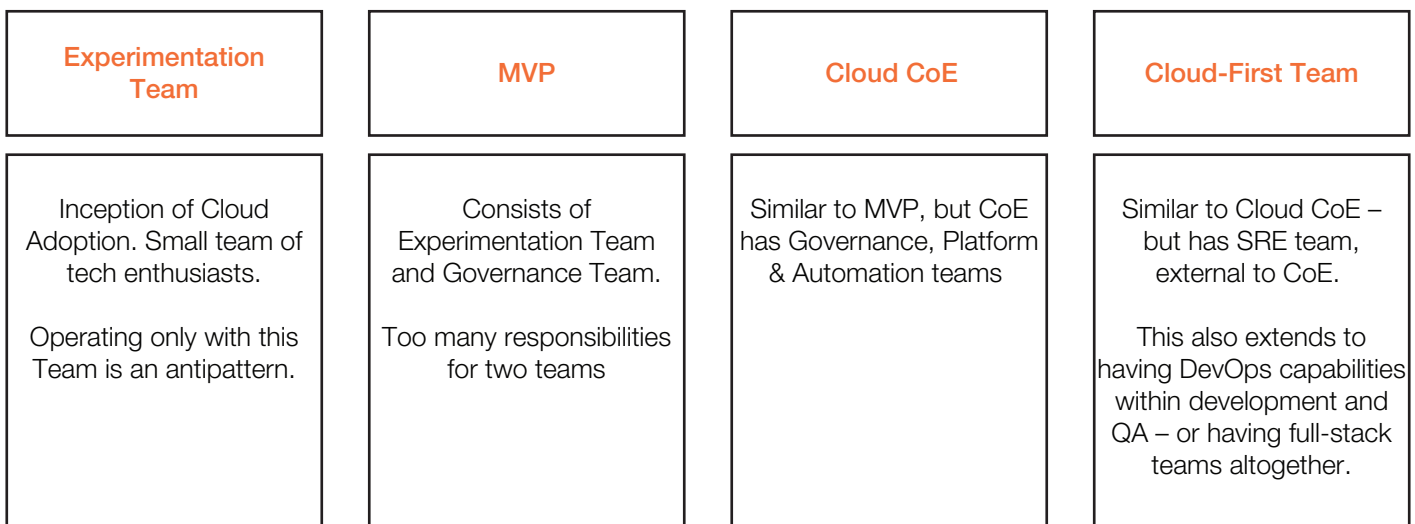 Experimentation
Team
MVP
Cloud CoE
Cloud-First Team
Inception of Cloud
Adoption. Small team of
tech enthusiasts.
Operating only with this
Team is an antipattern.
Consists of
Experimentation Team
and Governance Team.
Too many responsibilities
for two teams
Similar to MVP, but CoE
has Governance, Platform
& Automation teams
Similar to Cloud CoE –
but has SRE team,
external to CoE.
This also extends to
having DevOps capabilities
within development and
QA – or having full-stack
teams altogether.